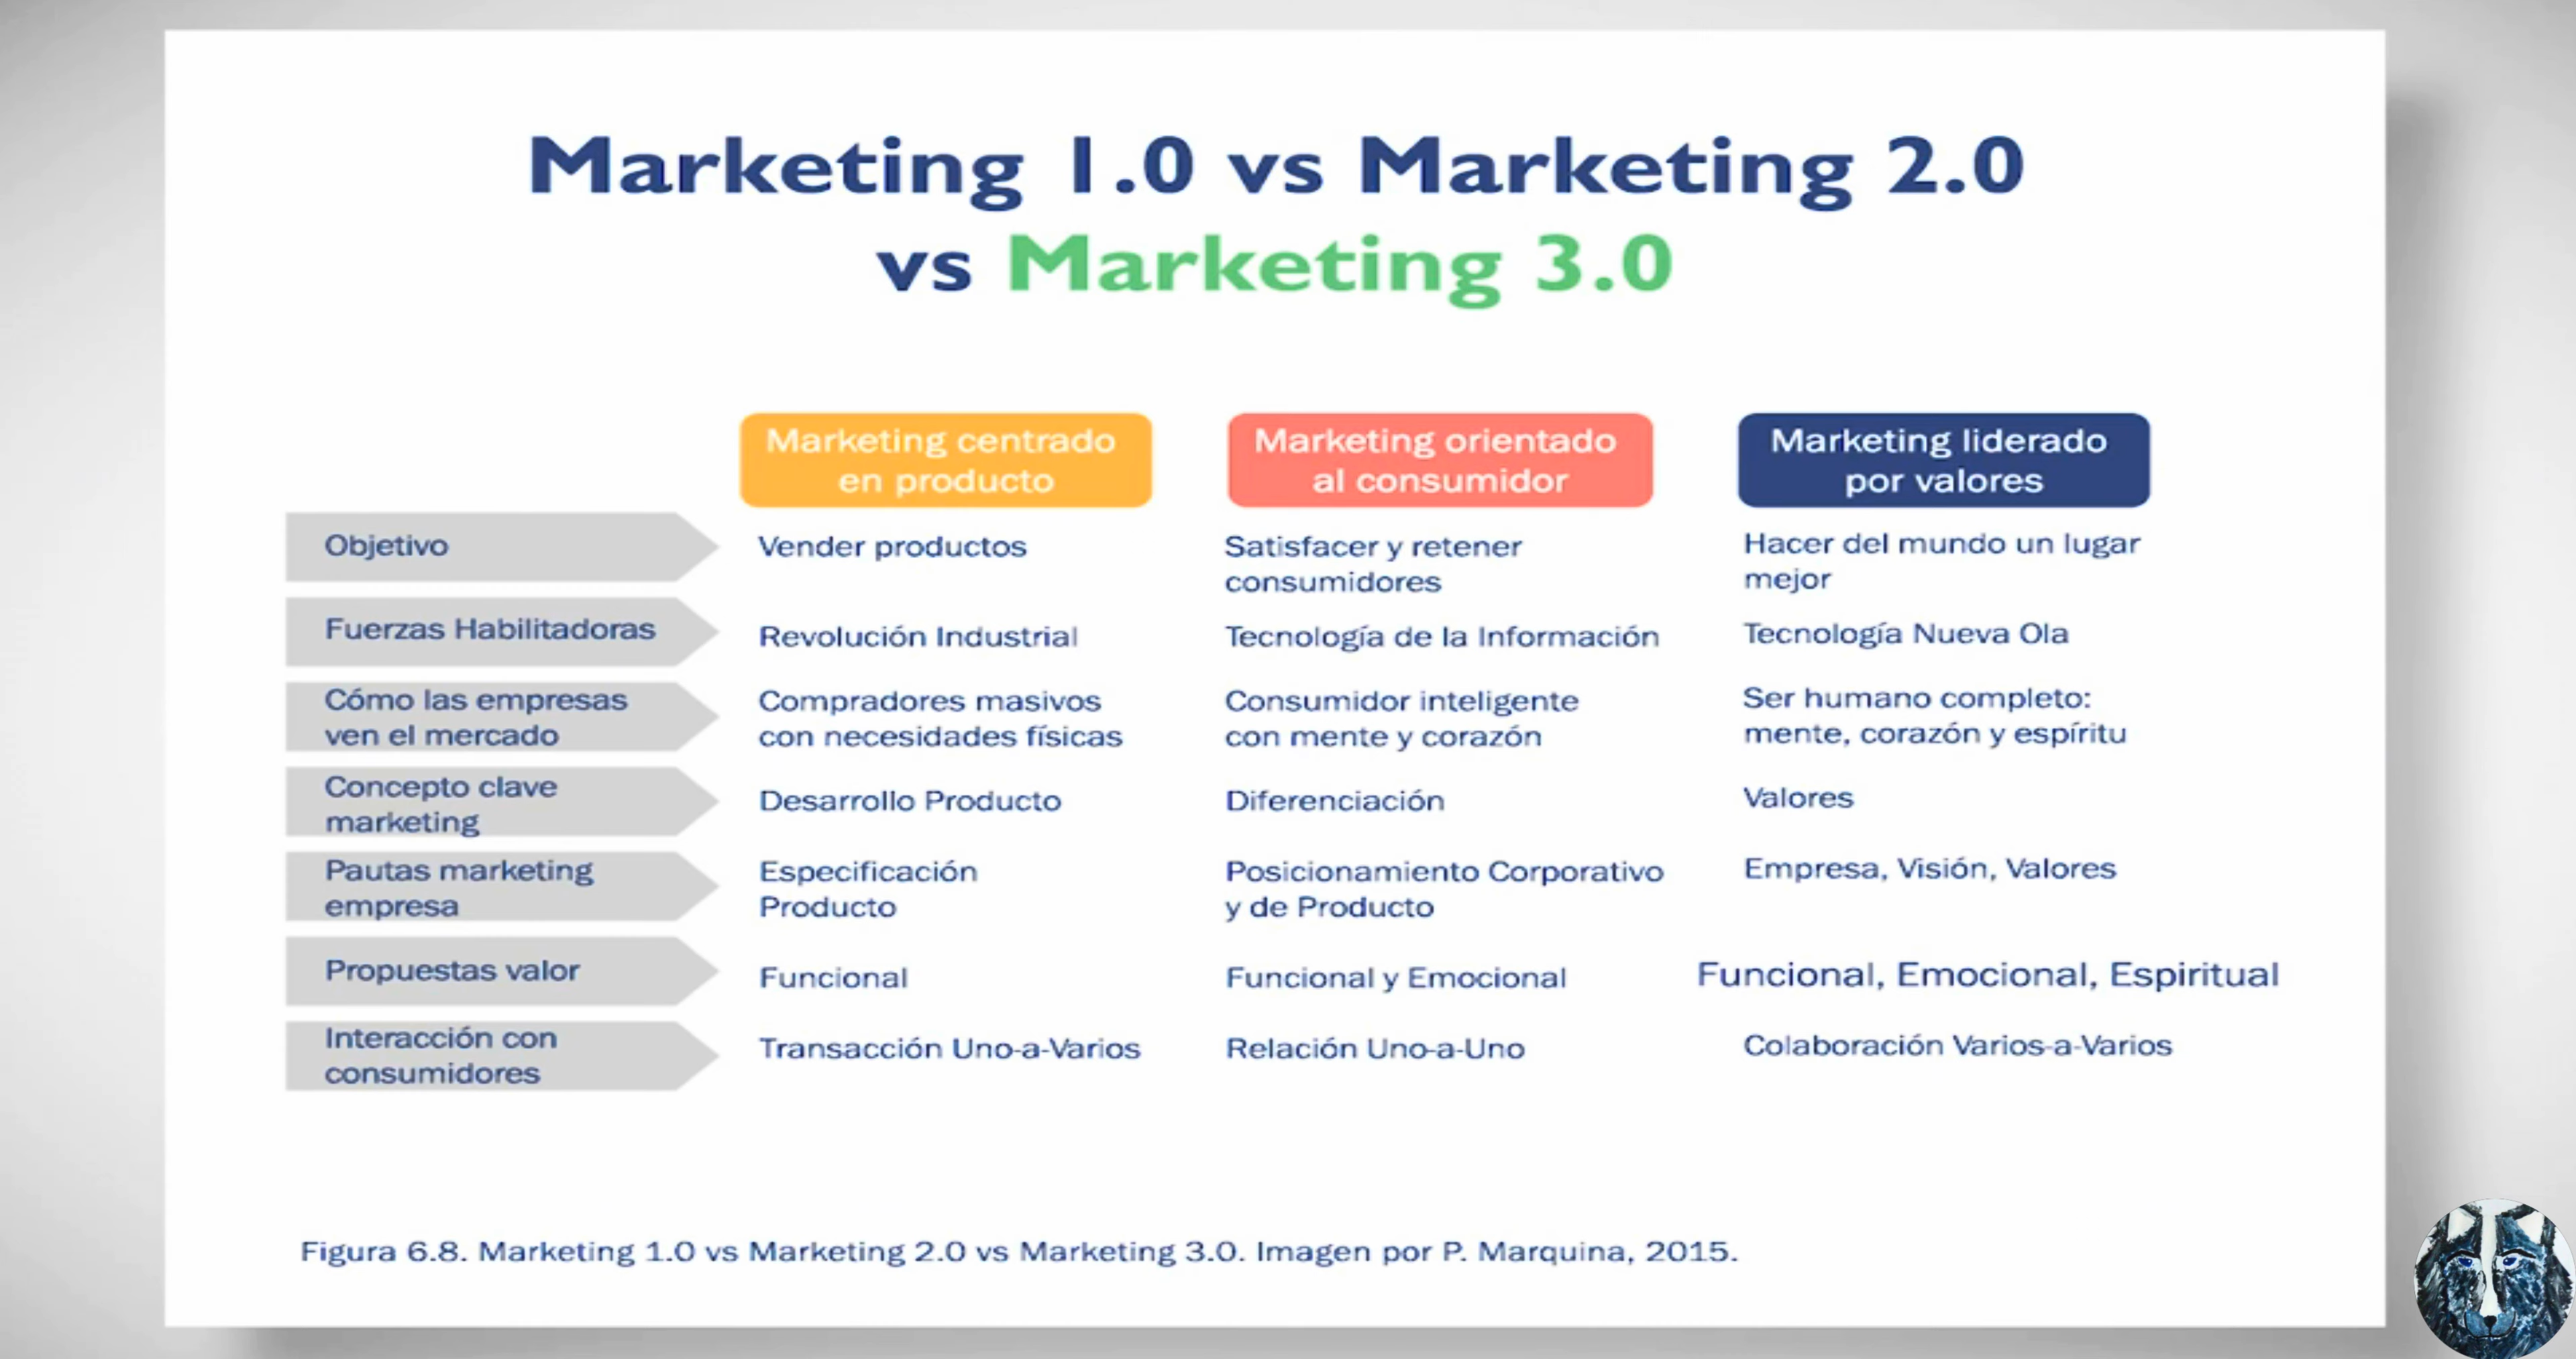 Marketing 1.0 vs Marketing 2.0
vs Marketing 3.0
Marketing centrado
en producto
Marketing orientado
al consumidor
Marketing liderado
por valores
Objetivo
Vender productos
Satisfacer y retener
consumidores
Hacer del mundo un lugar
mejor
Fuerzas Habilitadoras
Revolución Industrial
Tecnología de la Información
Tecnología Nueva Ola
Cómo las empresas
ven el mercado
Compradores masivos
con necesidades físicas
Consumidor inteligente
con mente y corazón
Ser humano completo:
mente, corazón y espíritu
Concepto clave
marketing
Desarrollo Producto
Diferenciación
Valores
Pautas marketing
empresa
Especificación
Producto
Posicionamiento Corporativo
y de Producto
Empresa, Visión, Valores
Propuestas valor
Funcional
Funcional y Emocional
Funcional, Emocional, Espiritual
Interacción con
consumidores
Transacción Uno-a-Varios
Relación Uno-a-Uno
Colaboración Varios-a-Varios
Figura 6.8. Marketing 1.0 vs Marketing 2.0 vs Marketing 3.0. Imagen por P. Marquina, 2015.